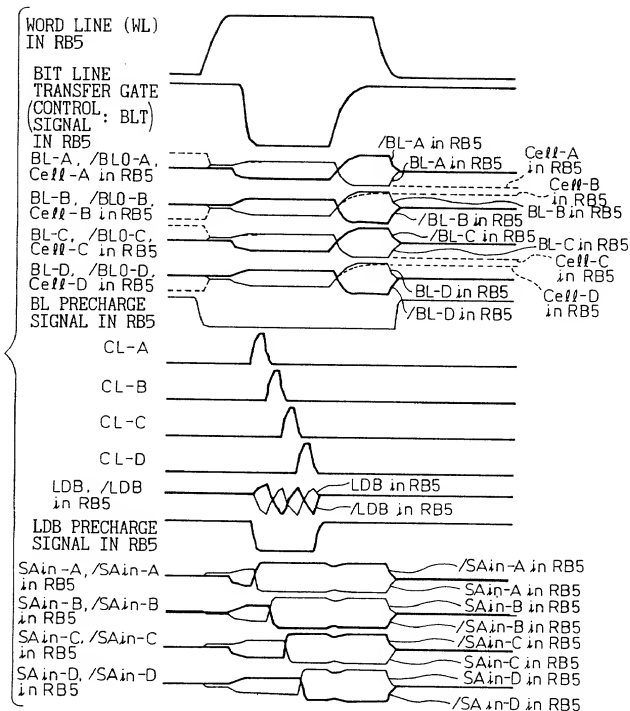 WORD LINE (WL)
IN RB5
BIT LINE
TRANSFER GATE
(CONTROL : BLT)
(SIGNAL
IN RB5
/BL-A in RB5
BL-A in RB5
BL-A, /BL0-A,
Cell-A in RB5
Cell-A
in RB5
Cell-B
in RB5
BL-B, /BL0-B,
Cell-B in RB5
BL-B in RB5
/BL-B in RB5
BL-C, /BL0-C,
Cell-C in RB5
/BL-C in RB5
BL-C in RB5
Cell-C
in RB5
BL-D, /BL0-D,
Cell-D in RB5
BL-D in RB5
/BL-D in RB5
Cell-D
in RB5
BL PRECHARGE
SIGNAL IN RB5
CL-A
CL-B
CL-C
CL-D
LDB, /LDB
in RB5
LDB in RB5
/LDB in RB5
LDB PRECHARGE
SIGNAL IN RB5
SAin-A, /SAin-A
in RB5
/SAin-A in RB5
SAin-A in RB5
SAin-B, /SAin-B
in RB5
SAin-B in RB5
/SAin-B in RB5
SAin-C, /SAin-C
in RB5
/SAin-C in RB5
SAin-C in RB5
SAin-D, /SAin-D
in RB5
SAin-D in RB5
/SAin-D in RB5